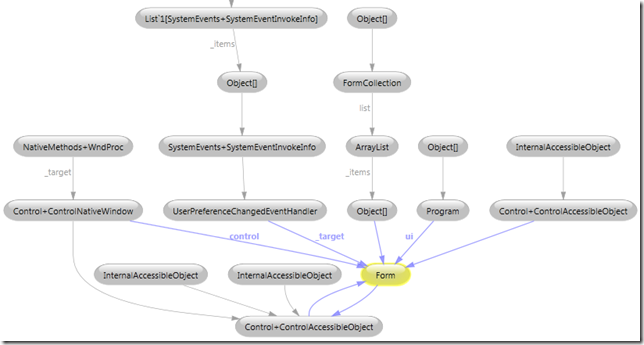 List`1[SystemEvents+SystemEventInvokeInfo]
Object[]
_items
Object[]
FormCollection
list
NativeMethods+WndProc
SystemEvents+SystemEventInvokeInfo
ArrayList
Object[]
InternalAccessibleObject
_target
_items
Control+ControlNativeWindow
UserPreferenceChangedEventHandler
Object[]
Program
Control+ControlAccessibleObject
control
_target
ui
InternalAccessibleObject
InternalAccessibleObject
Form
Control+ControlAccessibleObject